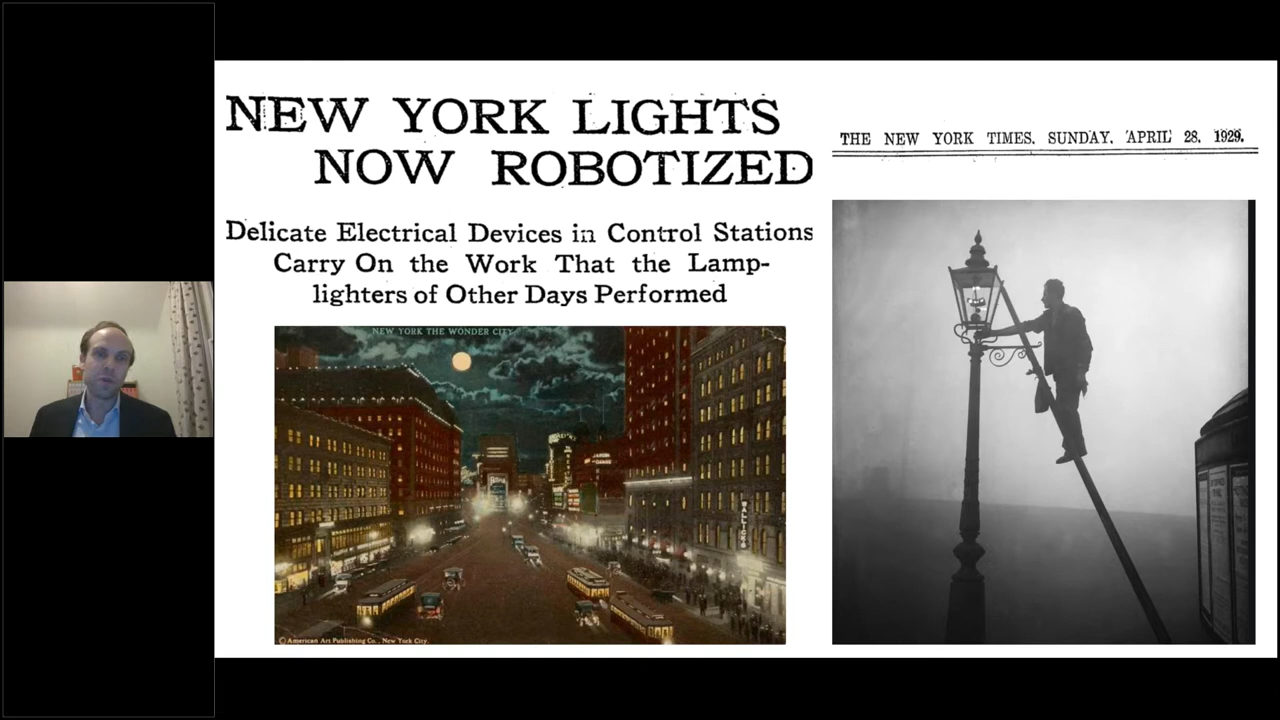 NEW YORK LIGHTS
NOW ROBOTIZED
Delicate Electrical Devices in Control Stations
Carry On the Work That the Lamp-
lighters of Other Days Performed
THE NEW YORK TIMES, SUNDAY, APRIL 28, 1929.
NEW YORK THE WONDER CITY
WALLICK'S
© American Art Publishing Co., New York City.